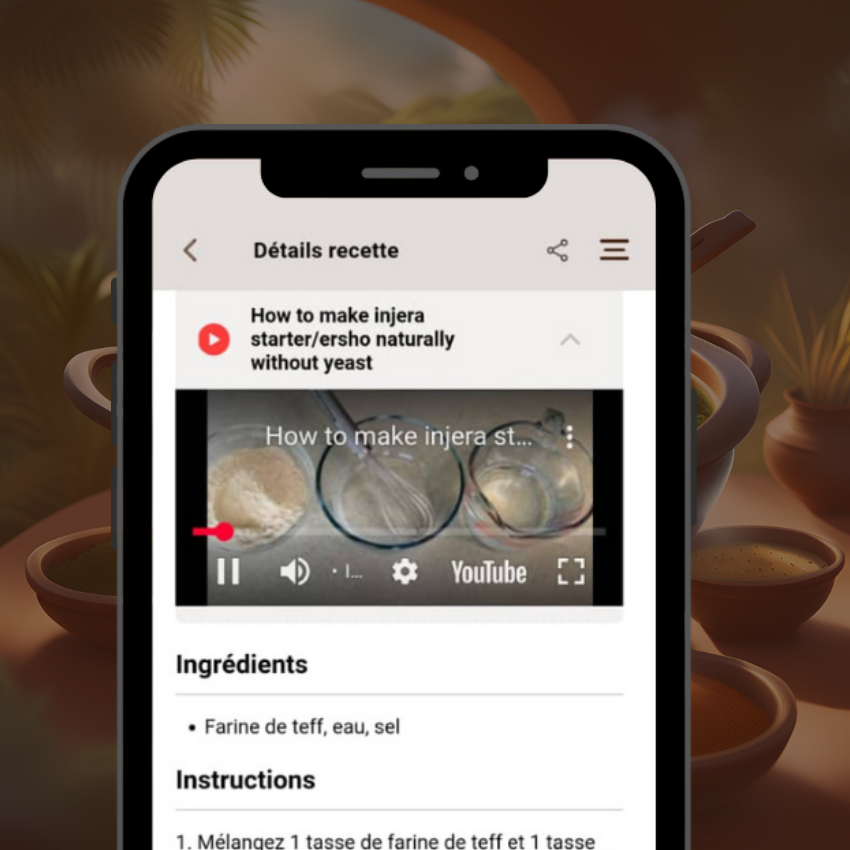 Détails recette
How to make injera
starter/ersho naturally
without yeast
How to make injera st...
• I...
YouTube
Ingrédients
• Farine de teff, eau, sel
Instructions
1. Mélangez 1 tasse de farine de teff et 1 tasse